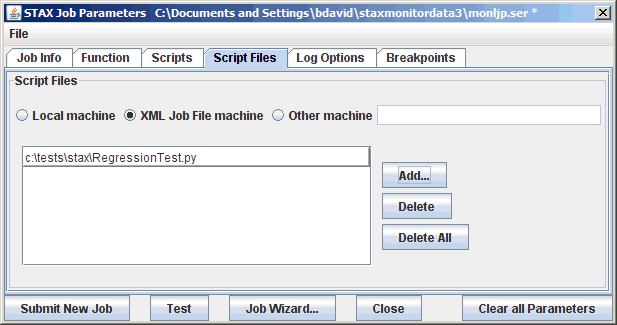 STAX Job Parameters C:\Documents and Settings\bdavid\staxmonitordata3\monljp.ser *
File
Job Info Function Scripts Script Files Log Options Breakpoints
Script Files
Local machine XML Job File machine Other machine
c:\tests\stax\RegressionTest.py
Add...
Delete
Delete All
Submit New Job Test Job Wizard... Close Clear all Parameters